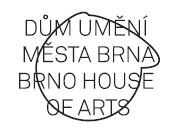 DŮM UMĚNÍ
MĚSTA BRNA
BRNO HOUSE
OF ARTS